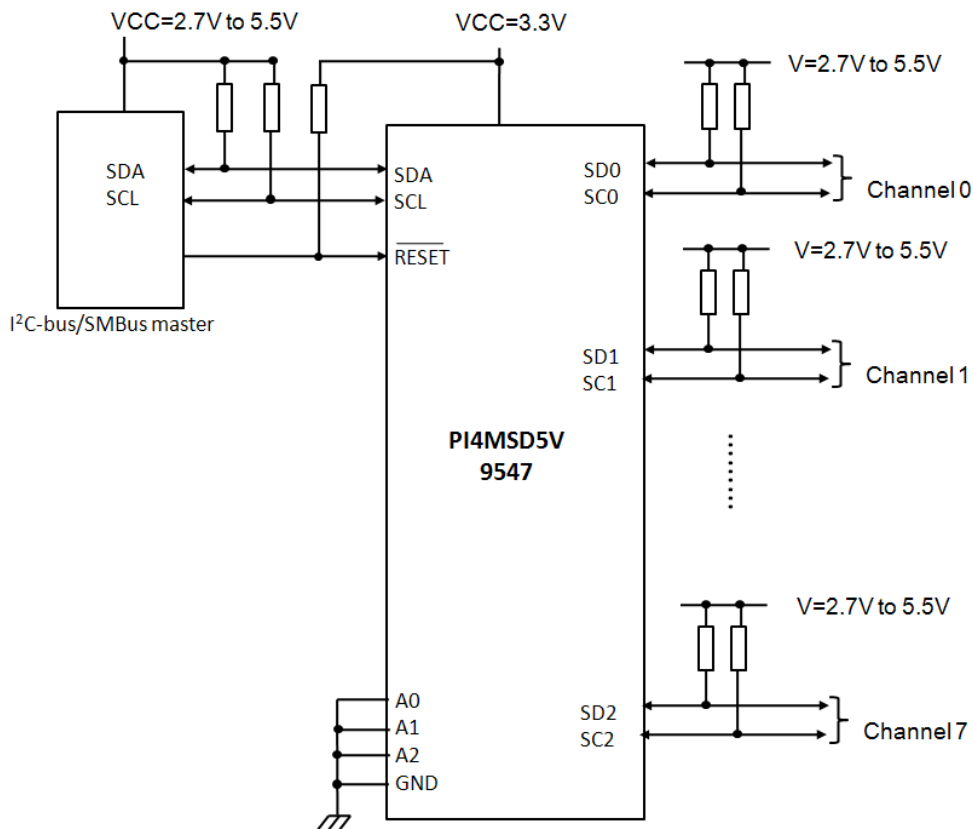 VCC=2.7V to 5.5V
VCC=3.3V
V=2.7V to 5.5V
SDA
SCL
SDA
SCL
RESET
SD0
SC0
Channel 0
I²C-bus/SMBus master
V=2.7V to 5.5V
SD1
SC1
Channel 1
PI4MSD5V
9547
V=2.7V to 5.5V
A0
A1
A2
GND
SD2
SC2
Channel 7